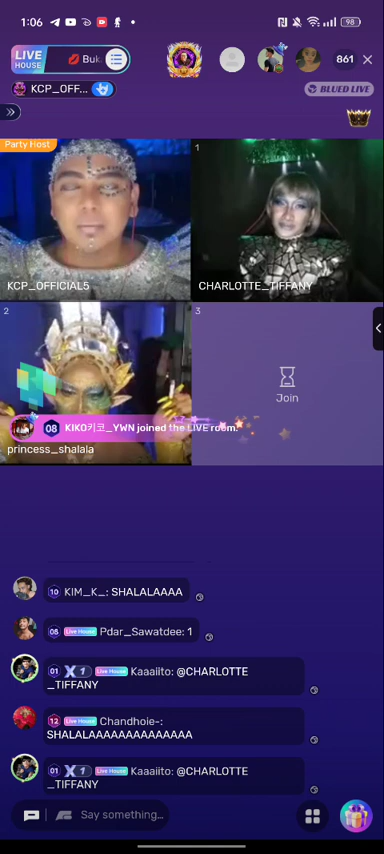 1:06
98
LIVE
HOUSE
Buk
861
KCP_OFF...
BLUED LIVE
Party Host
1
KCP_OFFICIAL5
CHARLOTTE_TIFFANY
2
3
Join
08 KIKO키코_YWN joined the LIVE room.
princess_shalala
10 KIM_K_: SHALALAAAA
05 Live House Pdar_Sawatdee: 1
01 X 1 Live House Kaaaiito: @CHARLOTTE
_TIFFANY
12 Live House Chandhoie-:
SHALALAAAAAAAAAAAAAA
01 X 1 Live House Kaaaiito: @CHARLOTTE
_TIFFANY
Say something...